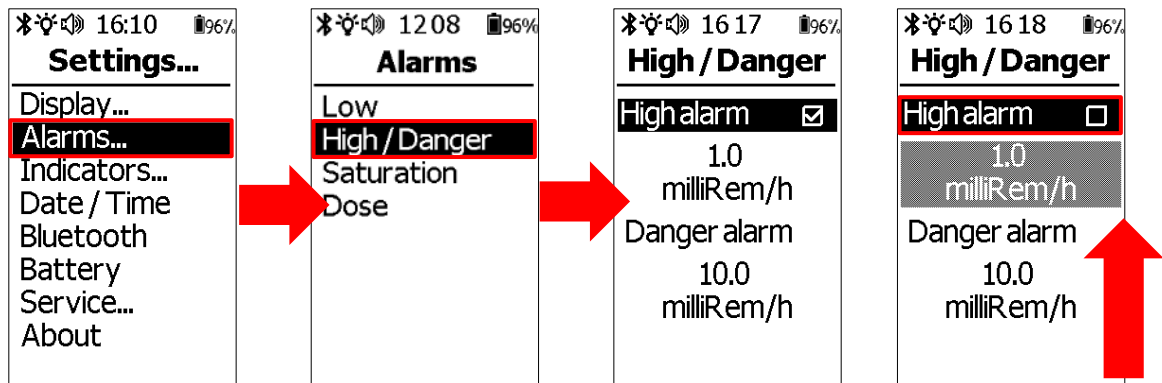 16:10 96%
Settings...
Display...
Alarms...
Indicators...
Date / Time
Bluetooth
Battery
Service...
About
12 08 96%
Alarms
Low
High / Danger
Saturation
Dose
16 17 96%
High / Danger
High alarm
1.0
milliRem/h
Danger alarm
10.0
milliRem/h
16 18 96%
High / Danger
High alarm
1.0
milliRem/h
Danger alarm
10.0
milliRem/h